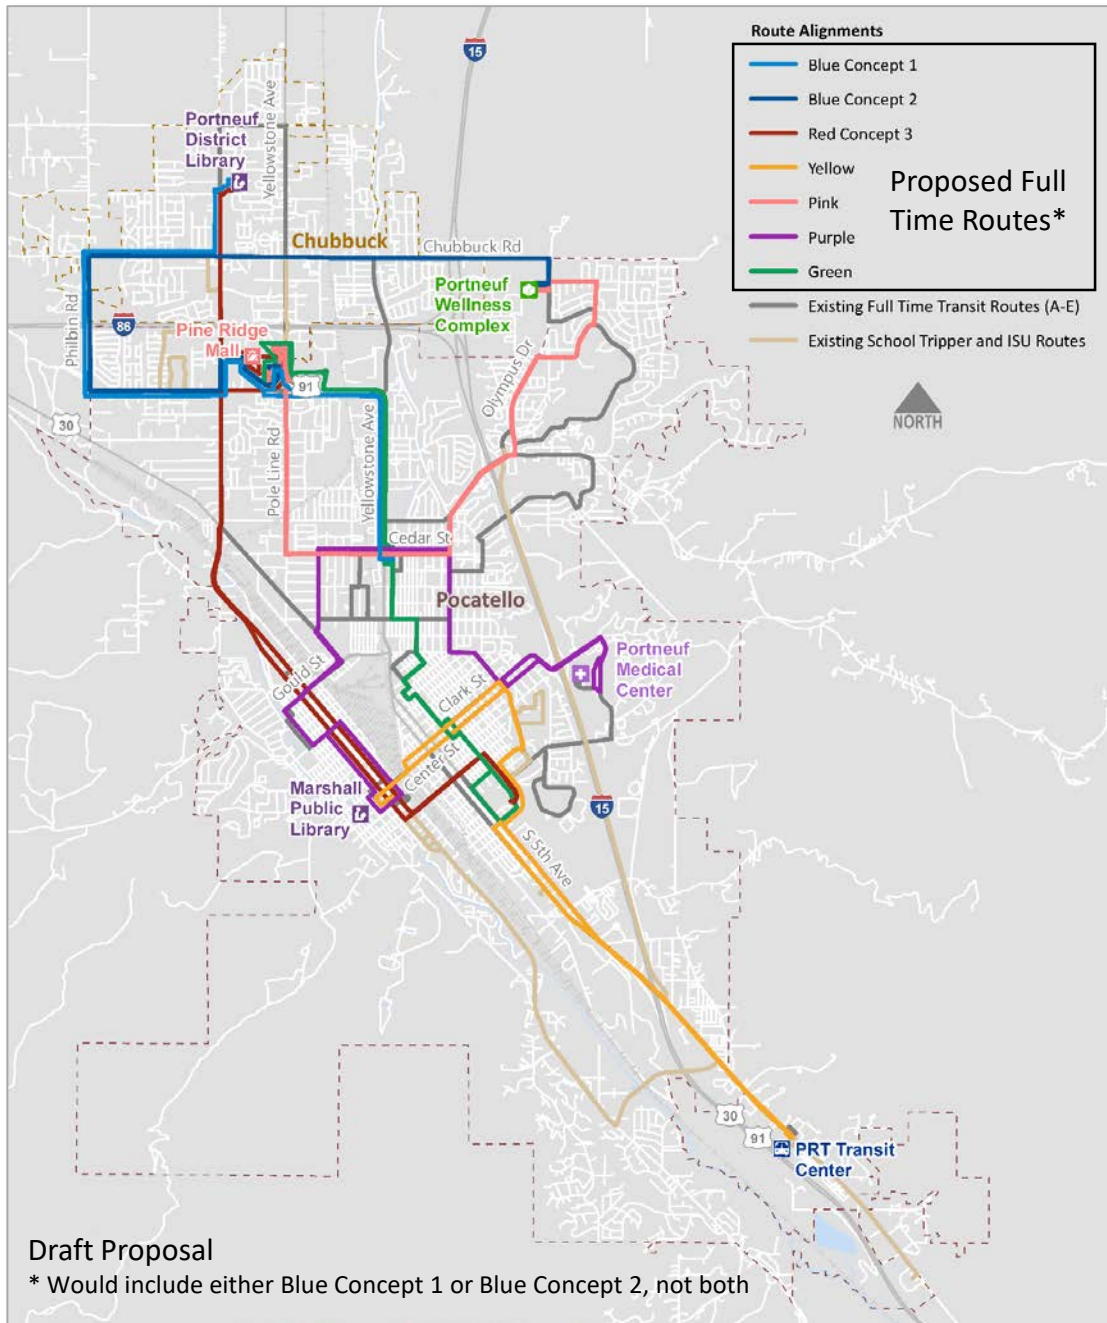 Route Alignments
Blue Concept 1
Blue Concept 2
Red Concept 3
Yellow
Pink
Purple
Green
Proposed Full
Time Routes*
Existing Full Time Transit Routes (A-E)
Existing School Tripper and ISU Routes
NORTH
15
Yellowstone Ave
Portneuf
District
Library
Chubbuck
Chubbuck Rd
Philbin Rd
86
Pine Ridge
Mall
Portneuf
Wellness
Complex
91
30
Olympus Dr
Pole Line Rd
Yellowstone Ave
Cedar St
Pocatello
Portneuf
Medical
Center
Gould St
Clark St
Center St
Marshall
Public
Library
15
S 5th Ave
30
91
PRT Transit
Center
Draft Proposal
* Would include either Blue Concept 1 or Blue Concept 2, not both